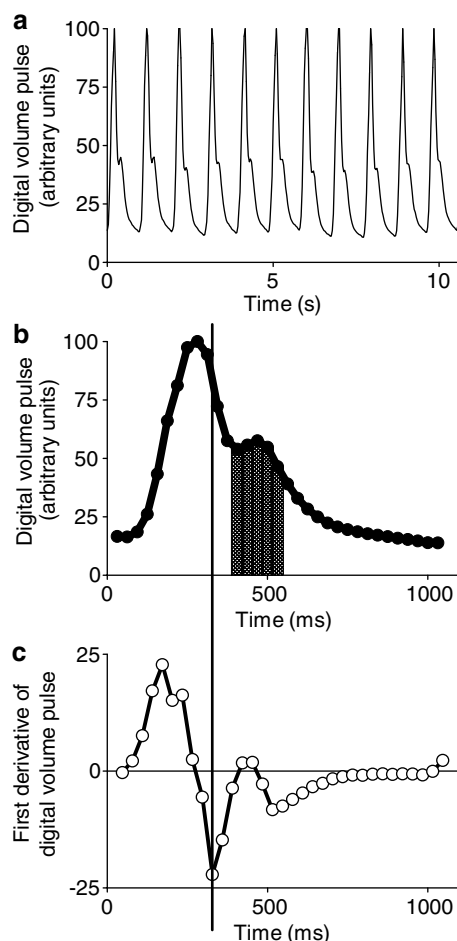 a
Digital volume pulse
(arbitrary units)
100
75
50
25
0
0
5
10
Time (s)
b
Digital volume pulse
(arbitrary units)
100
75
50
25
0
0
500
1000
Time (ms)
c
First derivative of
digital volume pulse
25
0
-25
0
500
1000
Time (ms)